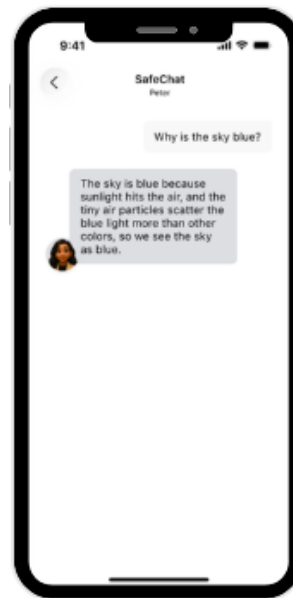 9:41
SafeChat
Peter
Why is the sky blue?
The sky is blue because
sunlight hits the air, and the
tiny air particles scatter the
blue light more than other
colors, so we see the sky
as blue.